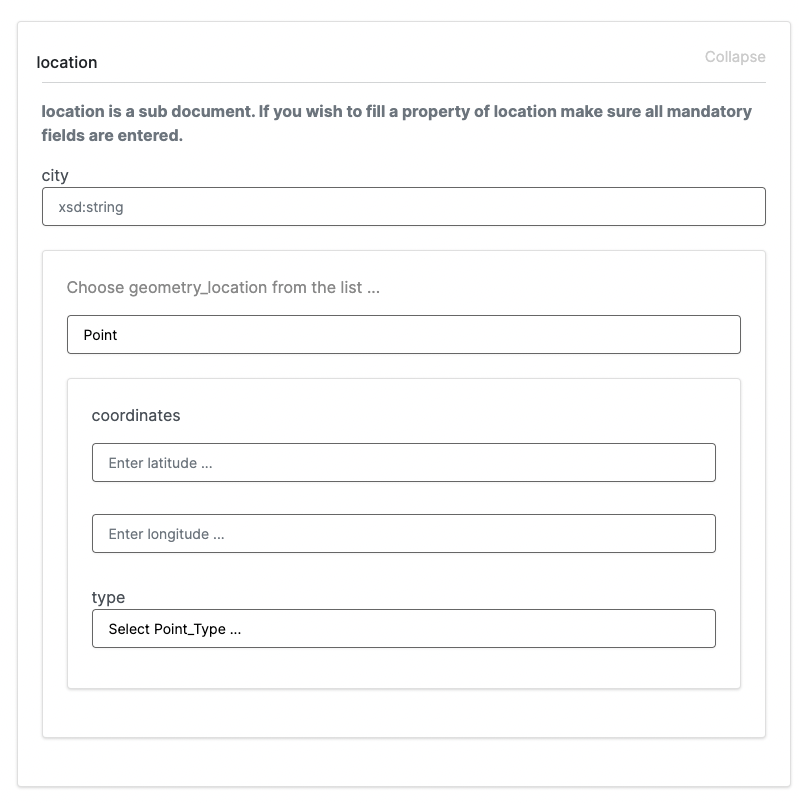 location
Collapse
location is a sub document. If you wish to fill a property of location make sure all mandatory
fields are entered.
city
xsd:string
Choose geometry_location from the list ...
Point
coordinates
Enter latitude ...
Enter longitude ...
type
Select Point_Type ...